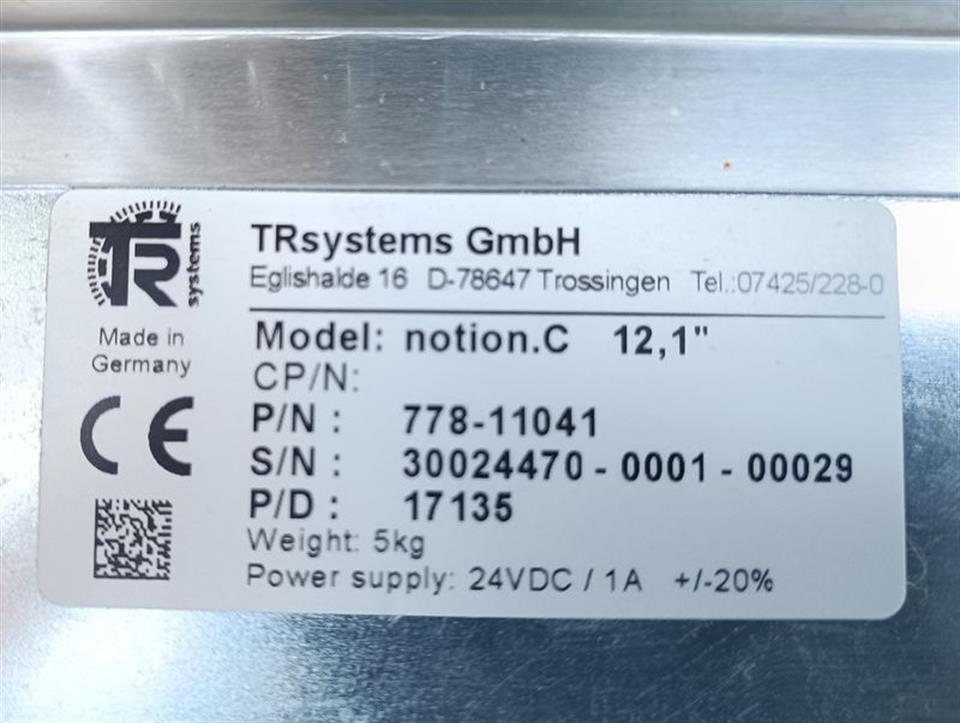 TR
systems
Made in
Germany
CE
TRsystems GmbH
Eglishalde 16 D-78647 Trossingen Tel.:07425/228-0
Model: notion.C 12,1"
CP/N:
P/N : 778-11041
S/N : 30024470 - 0001 - 00029
P/D : 17135
Weight: 5kg
Power supply: 24VDC / 1A +/-20%